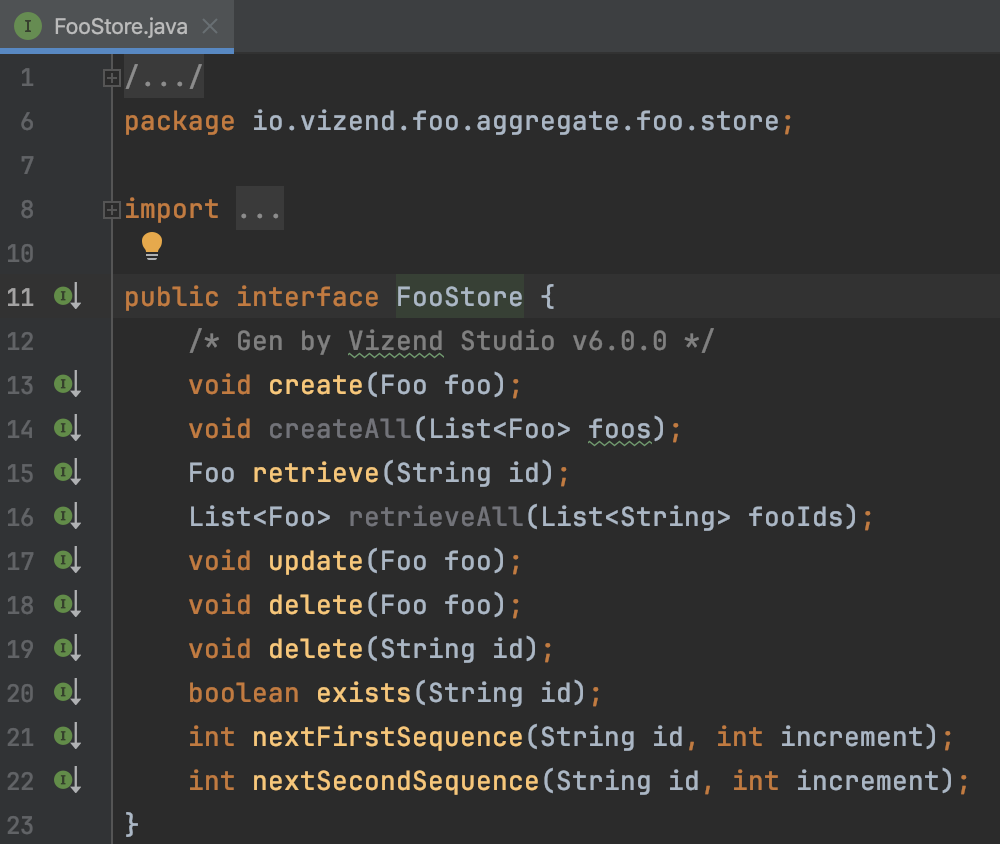 FooStore.java
1 /.../
6 package io.vizend.foo.aggregate.foo.store;
7
8 import ...
10
11 public interface FooStore {
12 /* Gen by Vizend Studio v6.0.0 */
13 void create(Foo foo);
14 void createAll(List<Foo> foos);
15 Foo retrieve(String id);
16 List<Foo> retrieveAll(List<String> fooIds);
17 void update(Foo foo);
18 void delete(Foo foo);
19 void delete(String id);
20 boolean exists(String id);
21 int nextFirstSequence(String id, int increment);
22 int nextSecondSequence(String id, int increment);
23 }